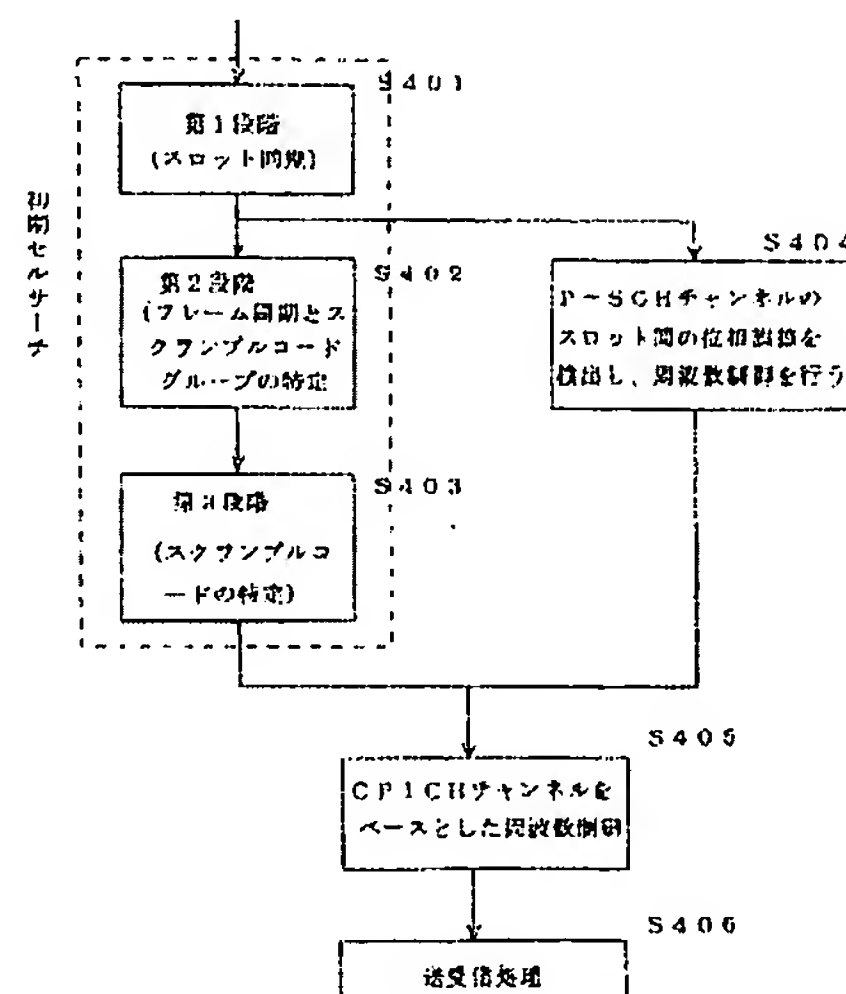 S401
第1段階
(スロット同期)
初期セルサーチ
S402
第2段階
(フレーム同期とス
クランブルコード
グループの特定
S404
P-SCHチャンネルの
スロット間の位相誤差を
検出し、周波数制御を行う
S403
第3段階
(スクランブルコ
ードの特定)
S405
CPICHチャンネルを
ベースとした周波数制御
S406
送受信処理